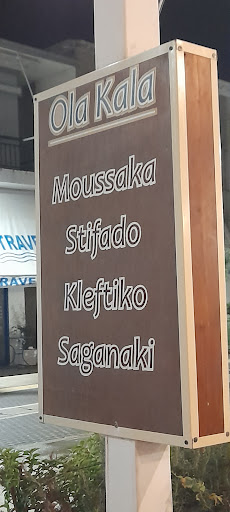 Ola Kala
Moussaka
Stifado
Kleftiko
Saganaki